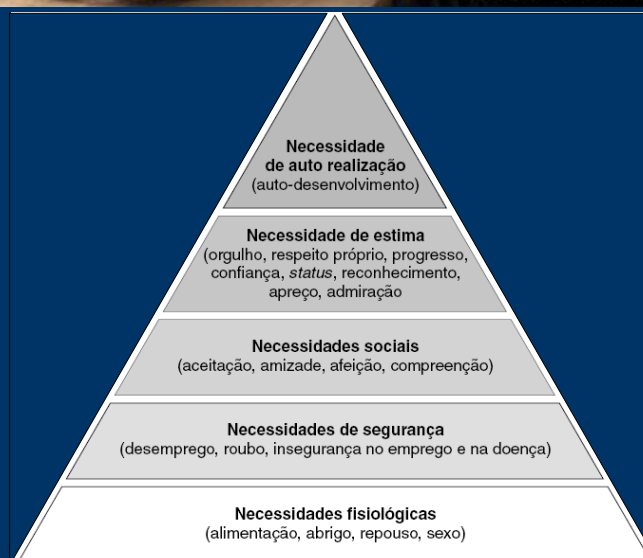 Necessidade
de auto realização
(auto-desenvolvimento)
Necessidade de estima
(orgulho, respeito próprio, progresso,
confiança, status, reconhecimento,
apreço, admiração
Necessidades sociais
(aceitação, amizade, afeição, compreenção)
Necessidades de segurança
(desemprego, roubo, insegurança no emprego e na doença)
Necessidades fisiológicas
(alimentação, abrigo, repouso, sexo)